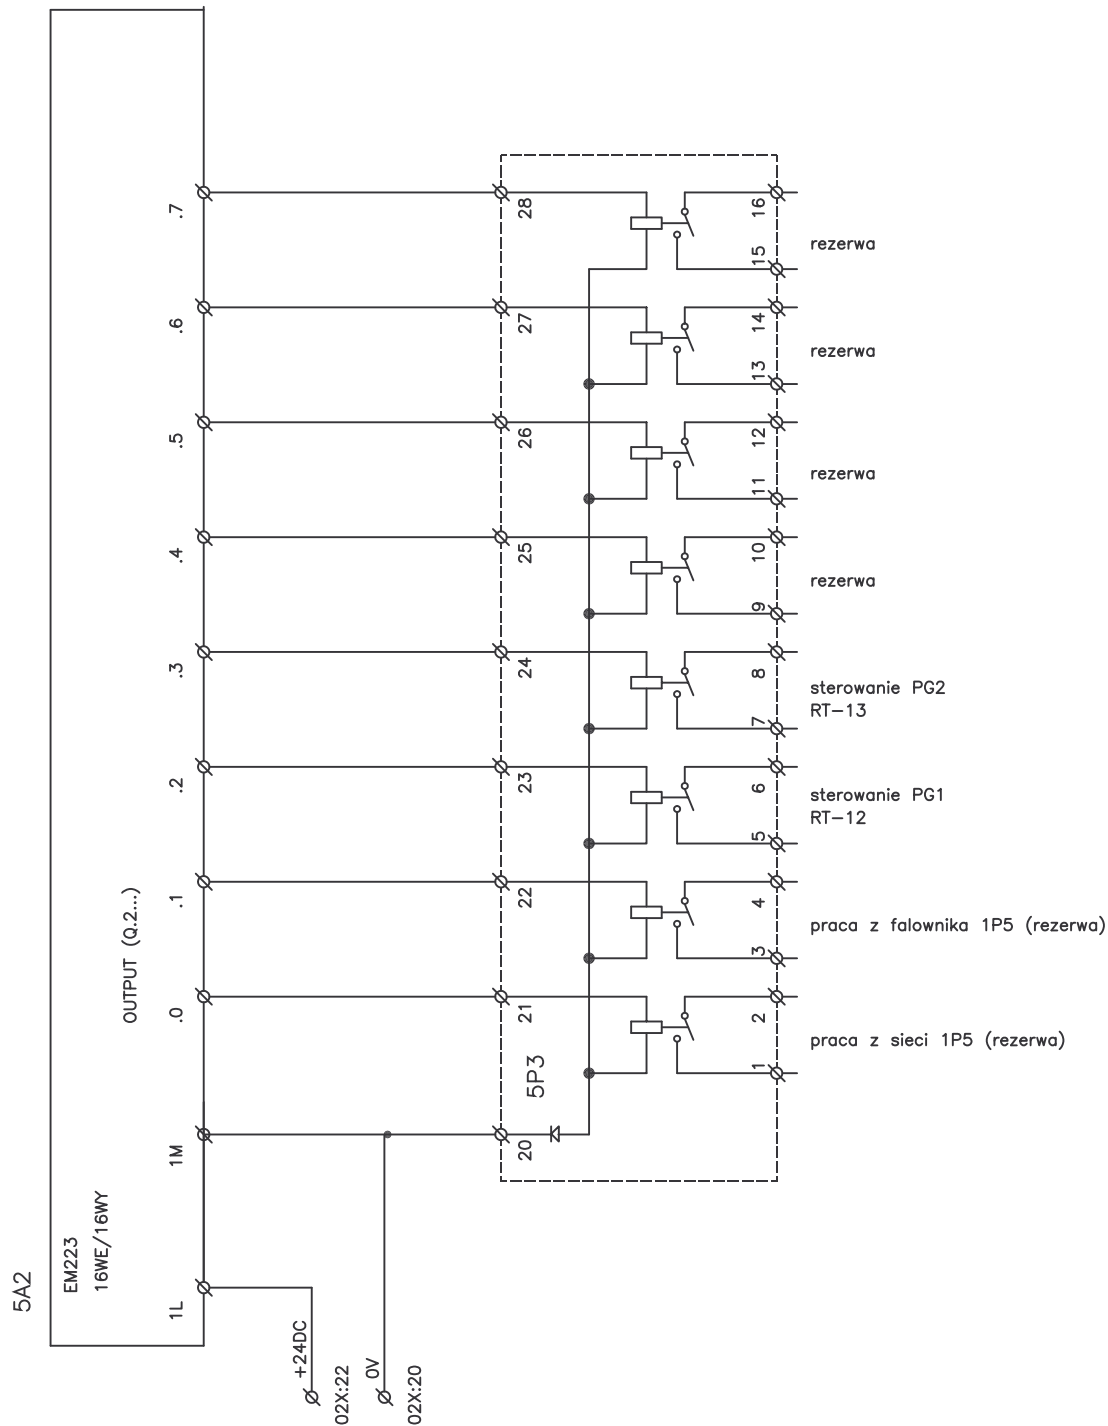 5A2
EM223
16WE/16WY
OUTPUT (Q.2...)
1L
1M
.0
.1
.2
.3
.4
.5
.6
.7
+24DC
02X:22
0V
02X:20
5P3
20
21
22
23
24
25
26
27
28
1
2
3
4
5
6
7
8
9
10
11
12
13
14
15
16
rezerwa
rezerwa
rezerwa
rezerwa
sterowanie PG2
RT-13
sterowanie PG1
RT-12
praca z falownika 1P5 (rezerwa)
praca z sieci 1P5 (rezerwa)